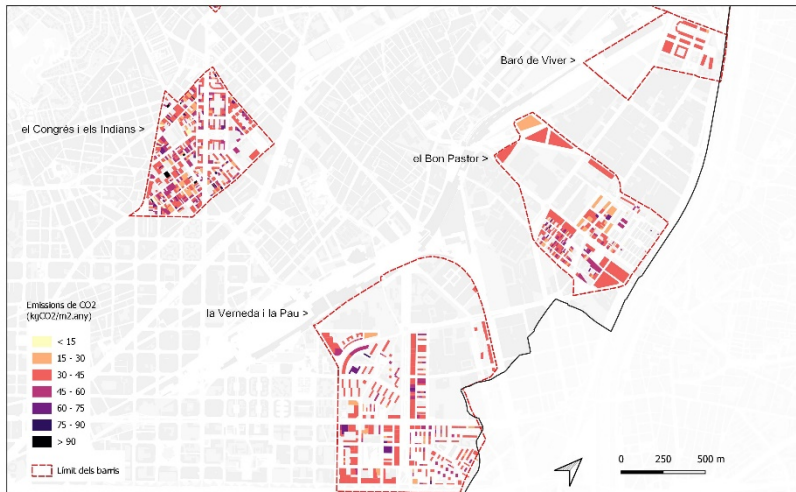 Baró de Viver >
el Congrés i els Indians >
el Bon Pastor >
la Verneda i la Pau >
Emissions de CO2
(kgCO2/m2.any)
< 15
15 - 30
30 - 45
45 - 60
60 - 75
75 - 90
> 90
Límit dels barris
0 250 500 m